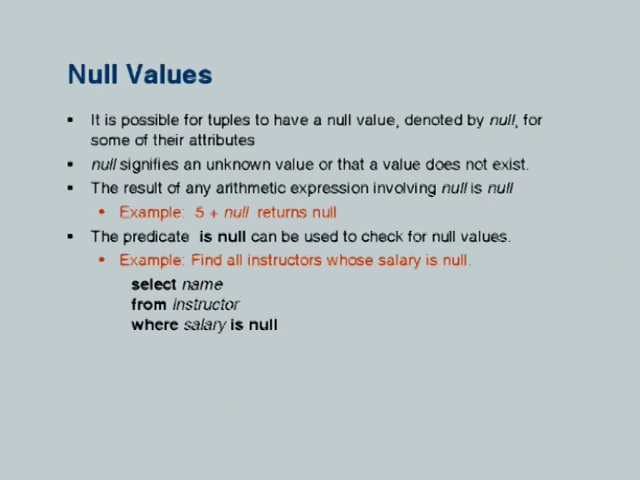 Null Values
▪ It is possible for tuples to have a null value, denoted by null, for
some of their attributes
▪ null signifies an unknown value or that a value does not exist.
▪ The result of any arithmetic expression involving null is null
• Example: 5 + null returns null
▪ The predicate is null can be used to check for null values.
• Example: Find all instructors whose salary is null.
select name
from instructor
where salary is null